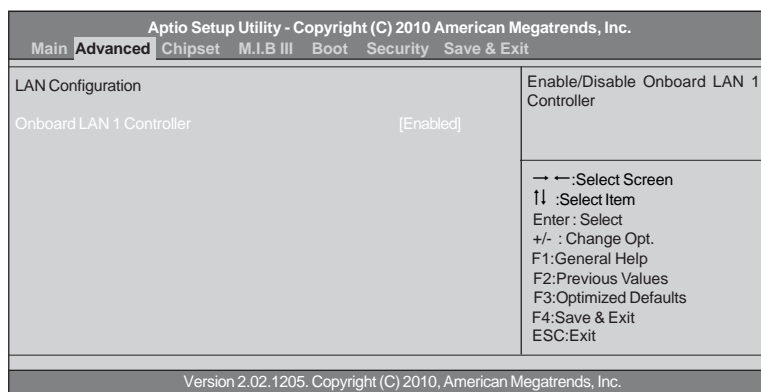 Aptio Setup Utility - Copyright (C) 2010 American Megatrends, Inc.
Main Advanced Chipset M.I.B III Boot Security Save & Exit
LAN Configuration
Onboard LAN 1 Controller [Enabled]
Enable/Disable Onboard LAN 1
Controller
→ ←:Select Screen
↑↓ :Select Item
Enter : Select
+/- : Change Opt.
F1:General Help
F2:Previous Values
F3:Optimized Defaults
F4:Save & Exit
ESC:Exit
Version 2.02.1205. Copyright (C) 2010, American Megatrends, Inc.